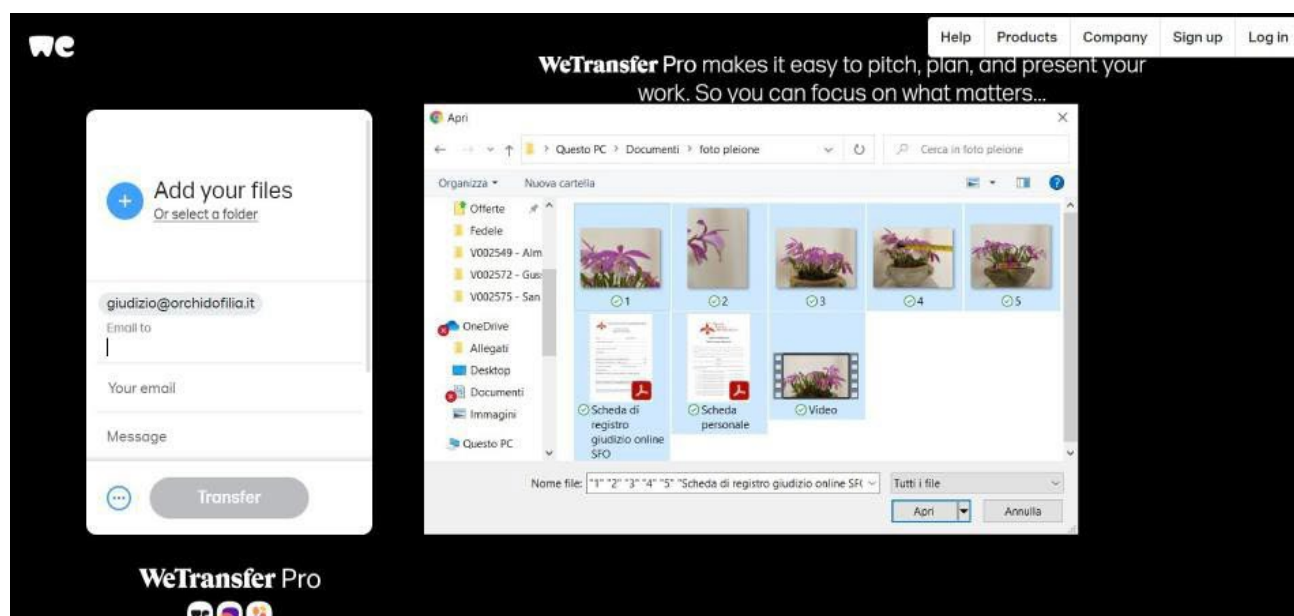 we
Help Products Company Sign up Log in
WeTransfer Pro makes it easy to pitch, plan, and present your
work. So you can focus on what matters...
Add your files
Or select a folder
giudizio@orchidofilia.it
Email to
Your email
Message
Transfer
WeTransfer Pro
Apri
Questo PC > Documenti > foto pleione
Cerca in foto pleione
Organizza
Nuova cartella
Offerte
Fedele
V002549 - Alm
V002572 - Gus
V002575 - San
OneDrive
Allegati
Desktop
Documenti
Immagini
Questo PC
1 2 3 4 5
Scheda di
registro
giudizio online
SFO
Scheda
personale
Video
Nome file: "1" "2" "3" "4" "5" "Scheda di registro giudizio online SF(
Tutti i file
Apri
Annulla